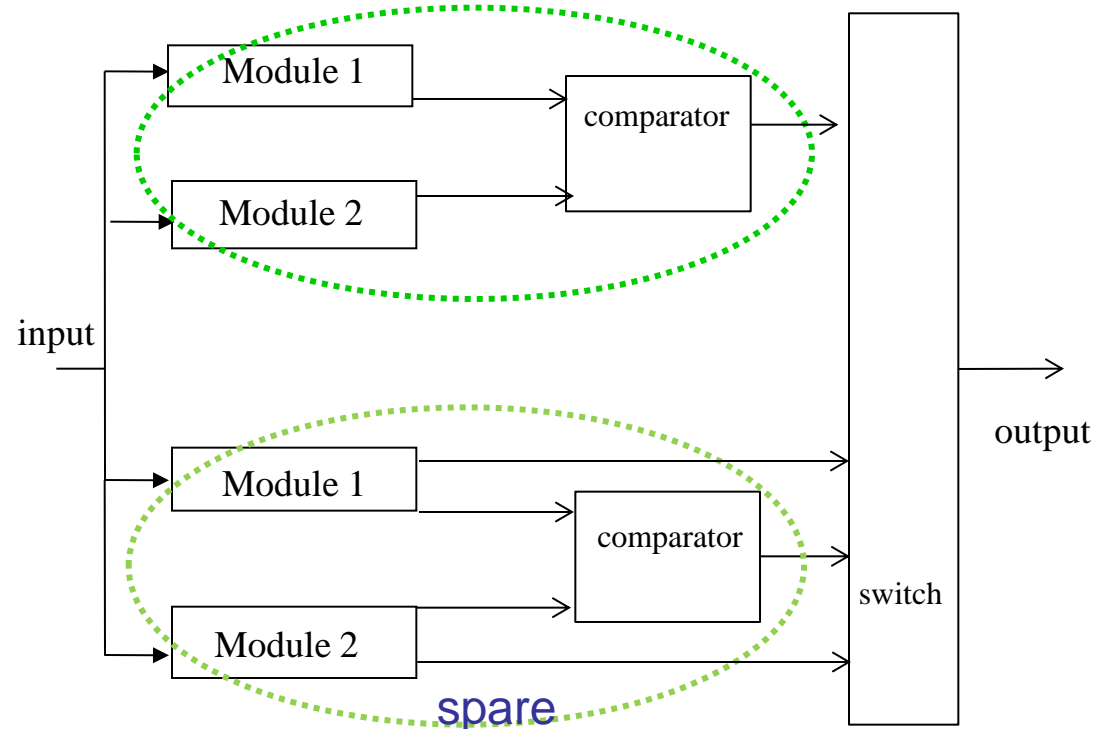 Module 1
comparator
Module 2
input
output
Module 1
comparator
switch
Module 2
spare